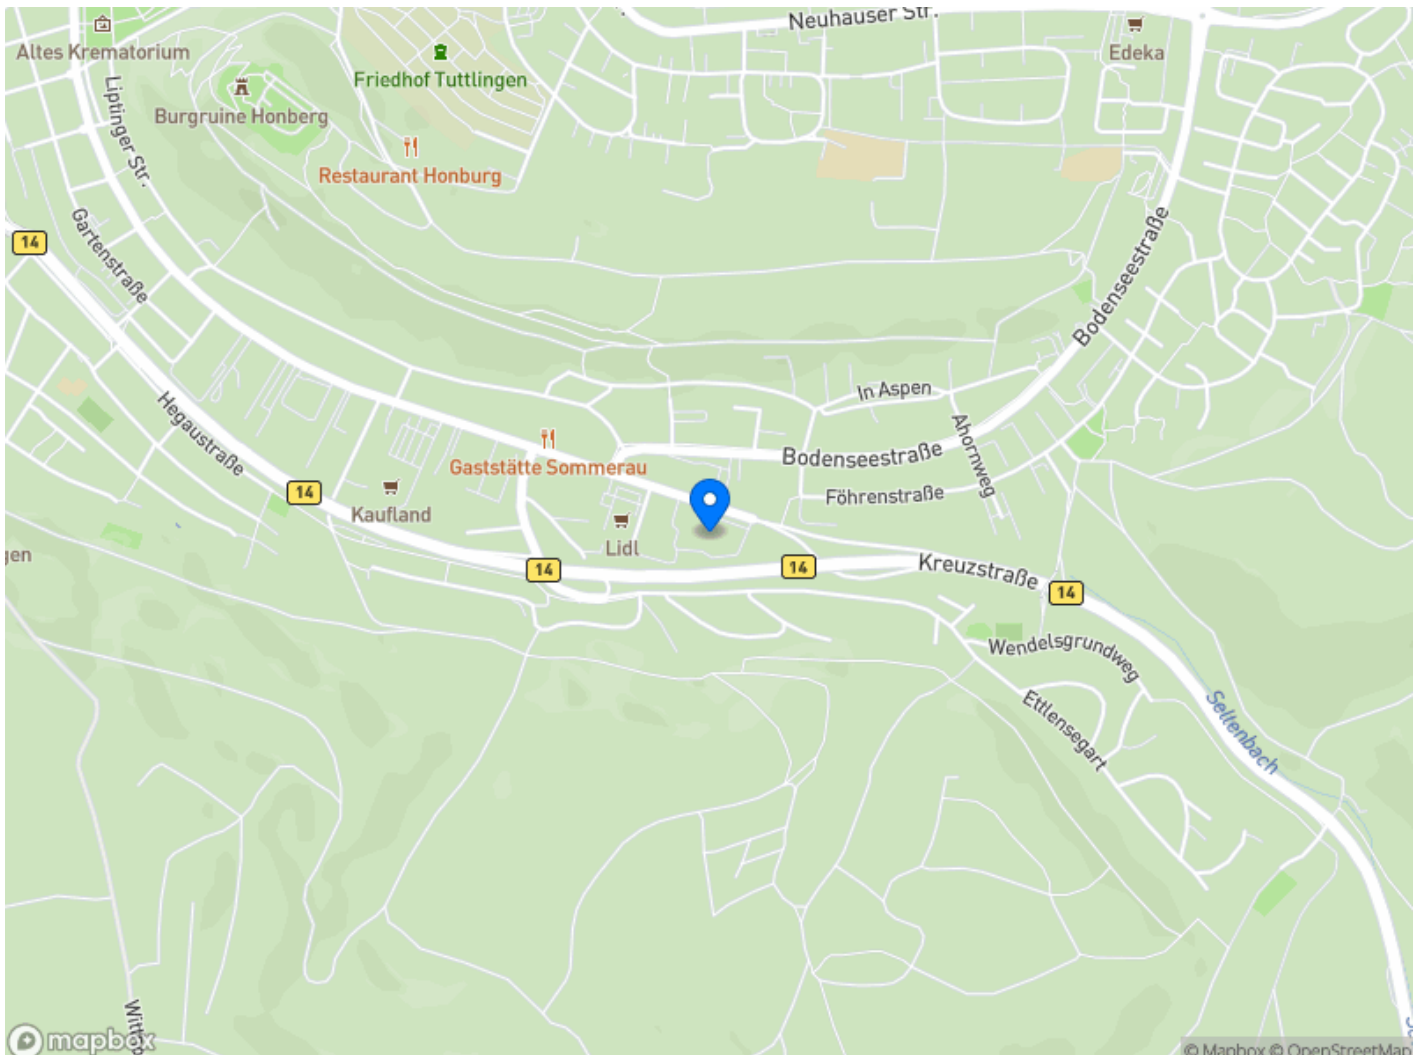 Neuhauser Str.
Edeka
Altes Krematorium
Friedhof Tuttlingen
Burgruine Honberg
Liptinger Str.
Restaurant Honburg
14
Gartenstraße
Bodenseestraße
In Aspen
Hegaustraße
Ahornweg
Gaststätte Sommerau
Bodenseestraße
14
Kaufland
Föhrenstraße
Lidl
14
14
Kreuzstraße
14
Wendelsgrundweg
Ettlensegart
Seltenbach
mapbox
© Mapbox © OpenStreetMap